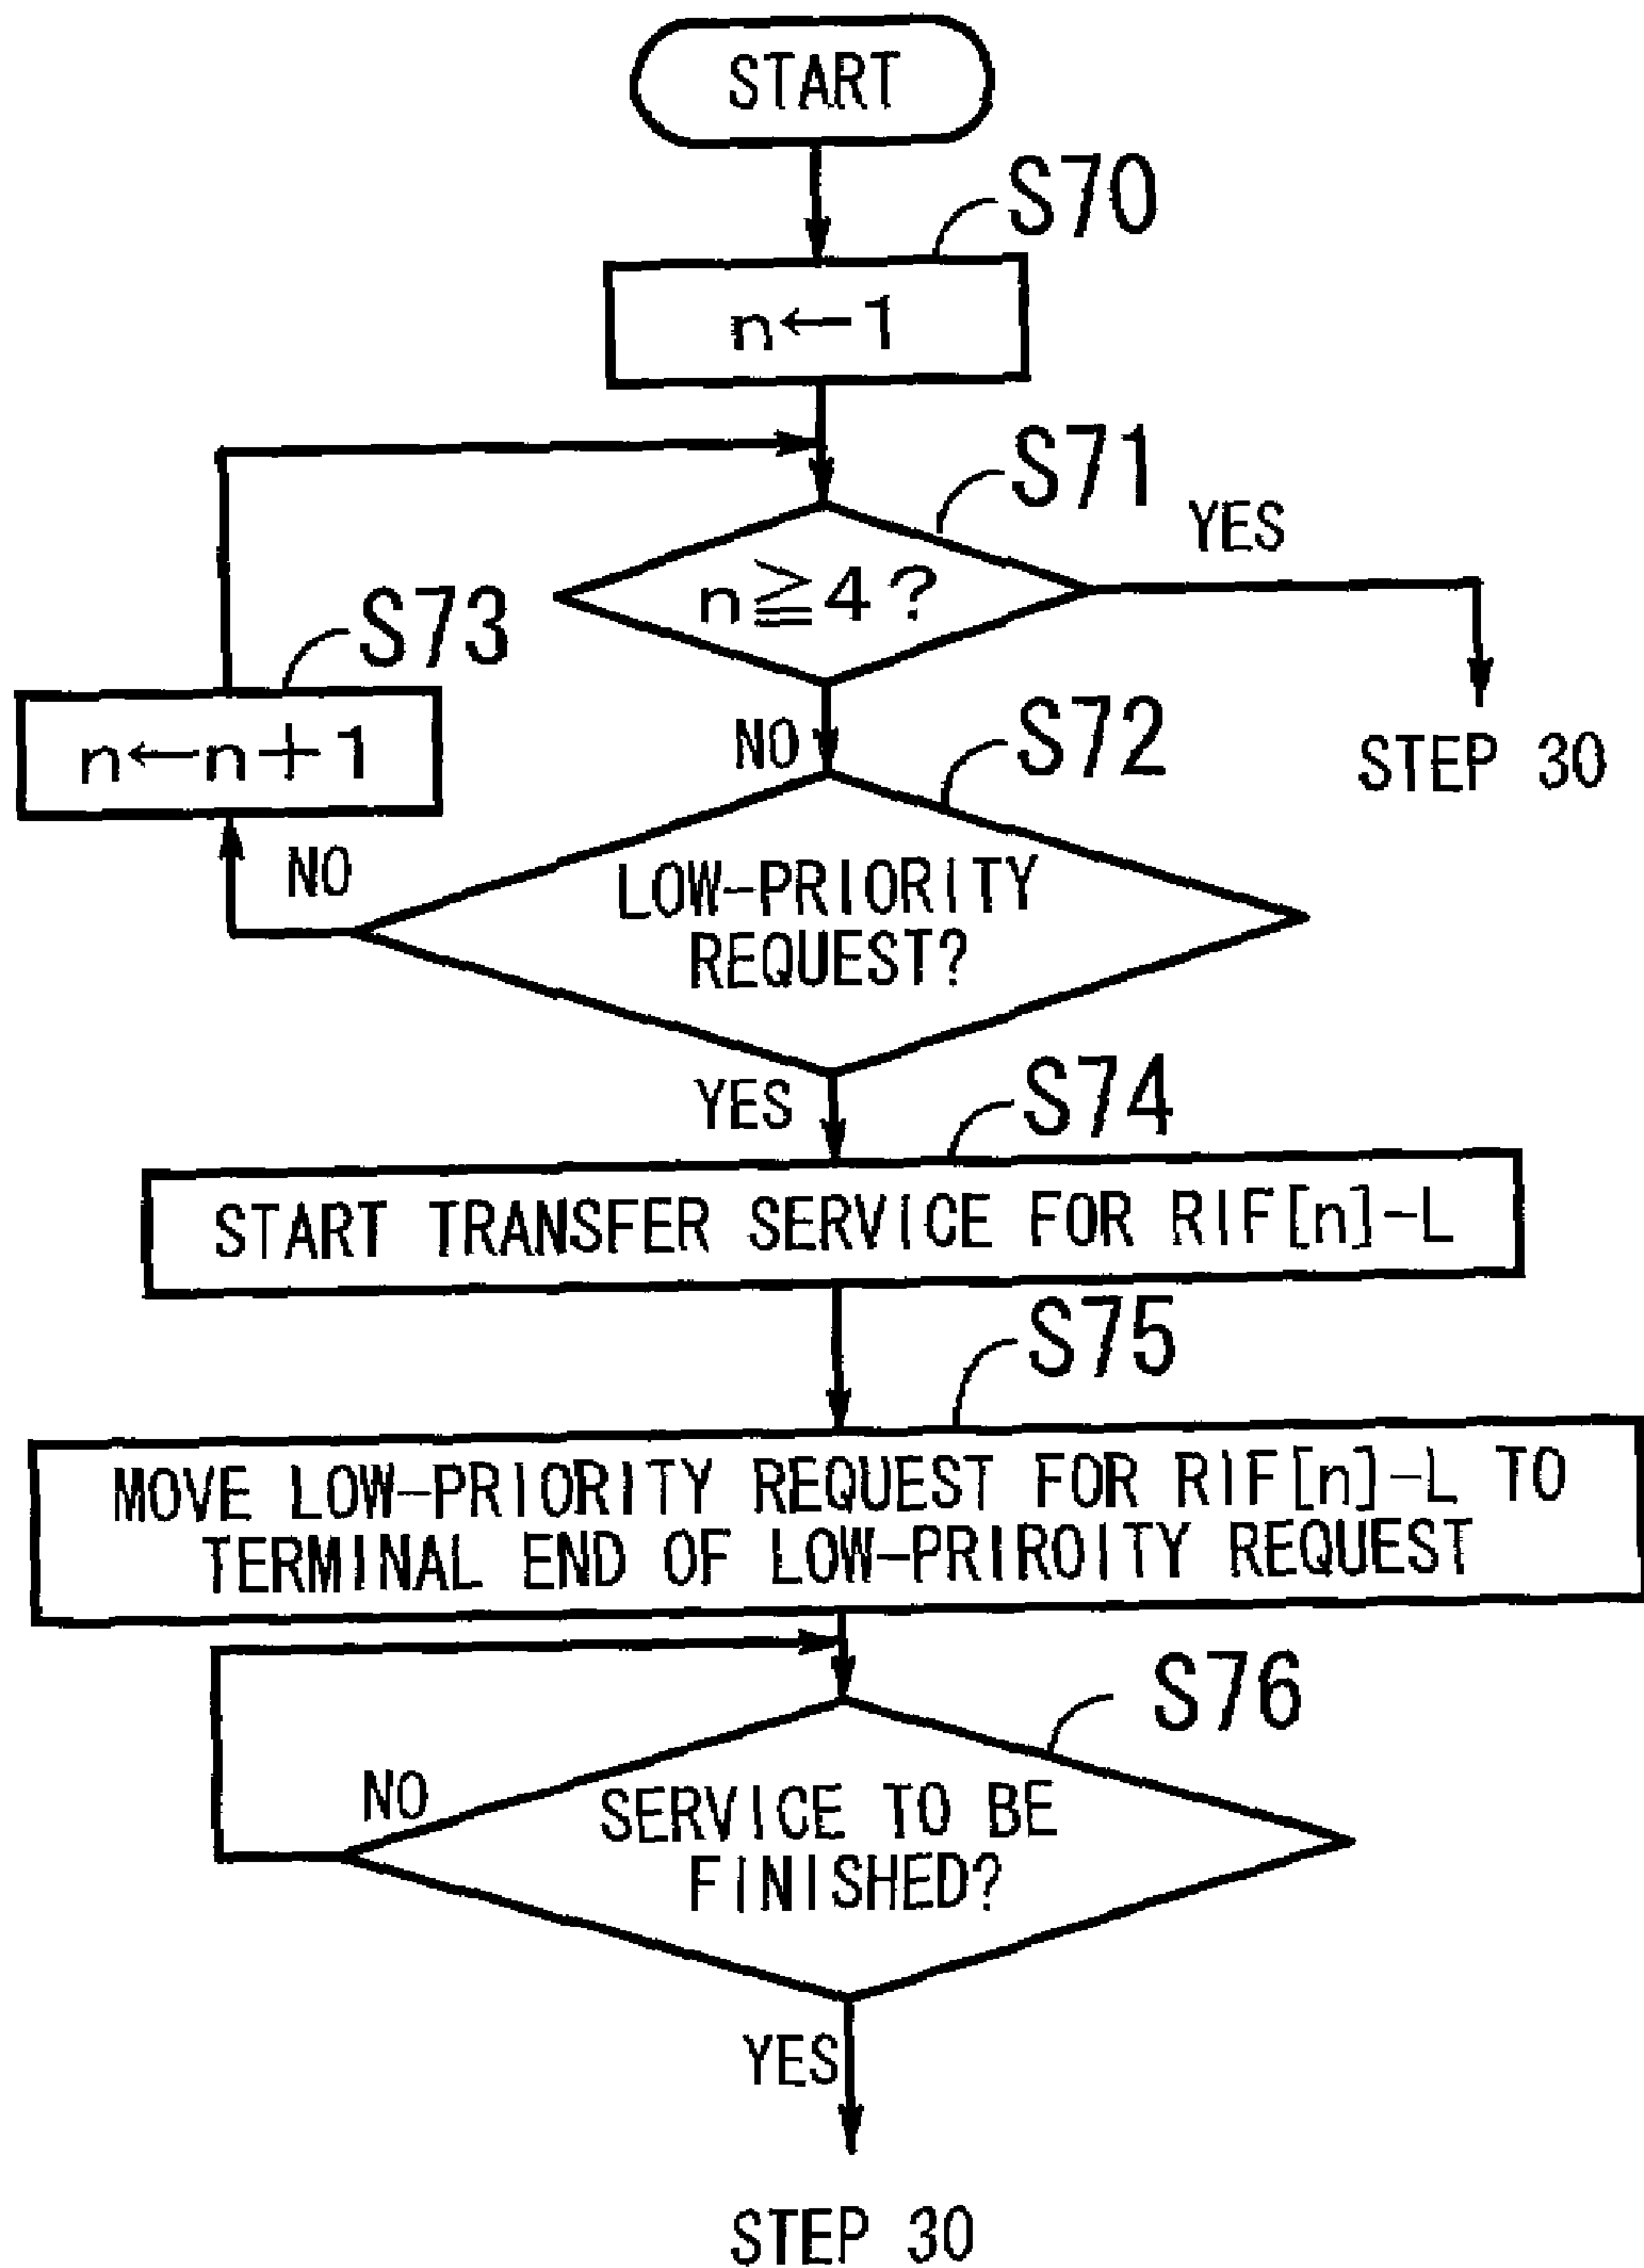 START
S70
n←1
S71
YES
n≧4?
S73
n←n+1
NO
S72
STEP 30
NO
LOW-PRIORITY
REQUEST?
YES
S74
START TRANSFER SERVICE FOR RIF[n]-L
S75
MOVE LOW-PRIORITY REQUEST FOR RIF[n]-L TO
TERMINAL END OF LOW-PRIROITY REQUEST
S76
NO
SERVICE TO BE
FINISHED?
YES
STEP 30